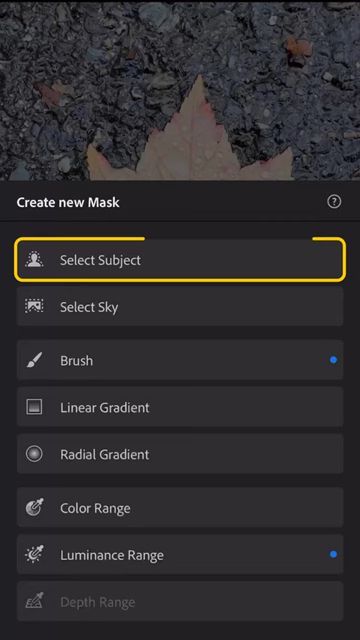 Create new Mask
Select Subject
Select Sky
Brush
Linear Gradient
Radial Gradient
Color Range
Luminance Range
Depth Range